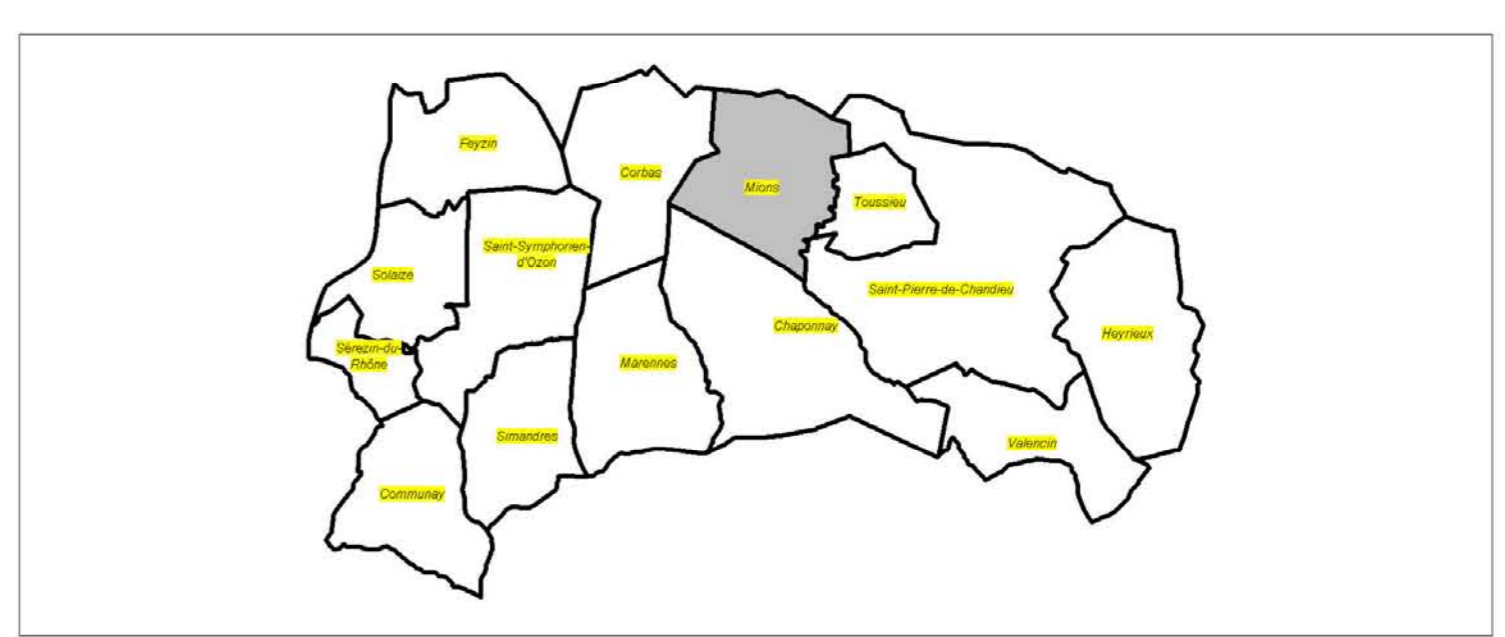 Feyzin
Corbas
Mions
Toussieu
Saint-Symphorien-
d'Ozon
Solaize
Saint-Pierre-de-Chandieu
Chaponnay
Heyrieux
Sérezin-du-
Rhône
Marennes
Simandres
Valencin
Communay